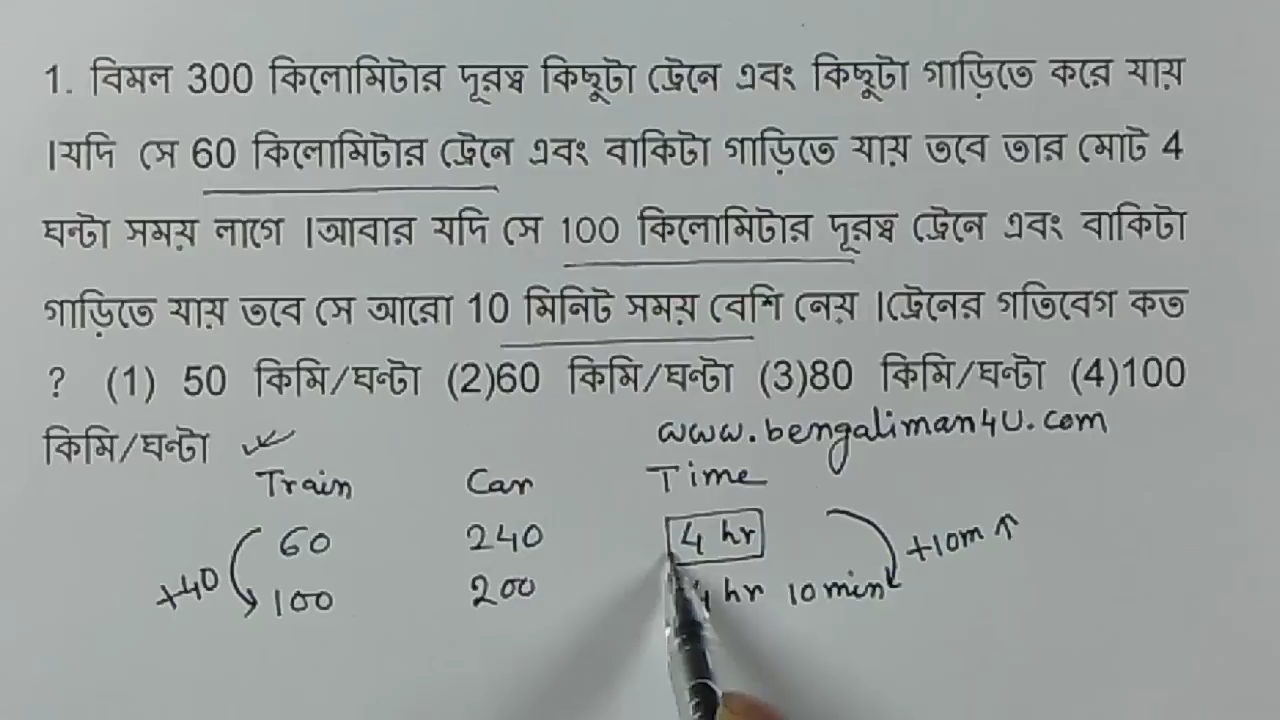 1. বিমল 300 কিলোমিটার দূরত্ব কিছুটা ট্রেনে এবং কিছুটা গাড়িতে করে যায়
।যদি সে 60 কিলোমিটার ট্রেনে এবং বাকিটা গাড়িতে যায় তবে তার মোট 4
ঘন্টা সময় লাগে ।আবার যদি সে 100 কিলোমিটার দূরত্ব ট্রেনে এবং বাকিটা
গাড়িতে যায় তবে সে আরো 10 মিনিট সময় বেশি নেয় ।ট্রেনের গতিবেগ কত
? (1) 50 কিমি/ঘন্টা (2)60 কিমি/ঘন্টা (3)80 কিমি/ঘন্টা (4)100
কিমি/ঘন্টা www.bengaliman4U.com
Train Car Time
60 240 4 hr +10m
+40 100 200 4 hr 10 min